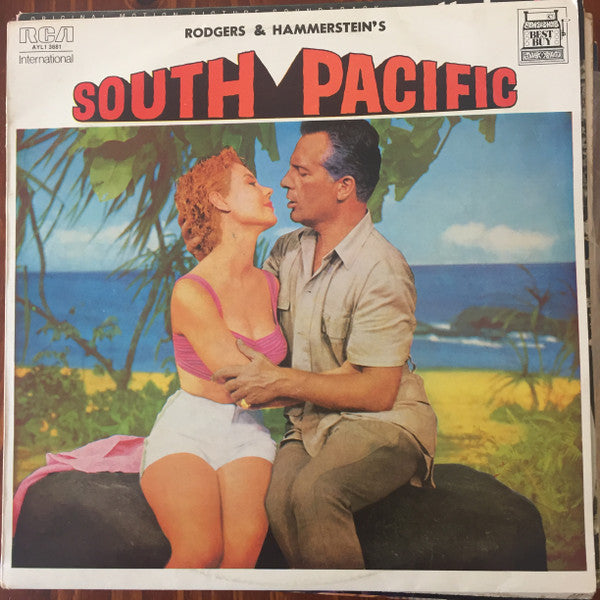 ORIGINAL MOTION PICTURE SOUNDTRACK
RCA
AYL1 3681
International
RODGERS & HAMMERSTEIN'S
BEST
BUY
SOUTH PACIFIC